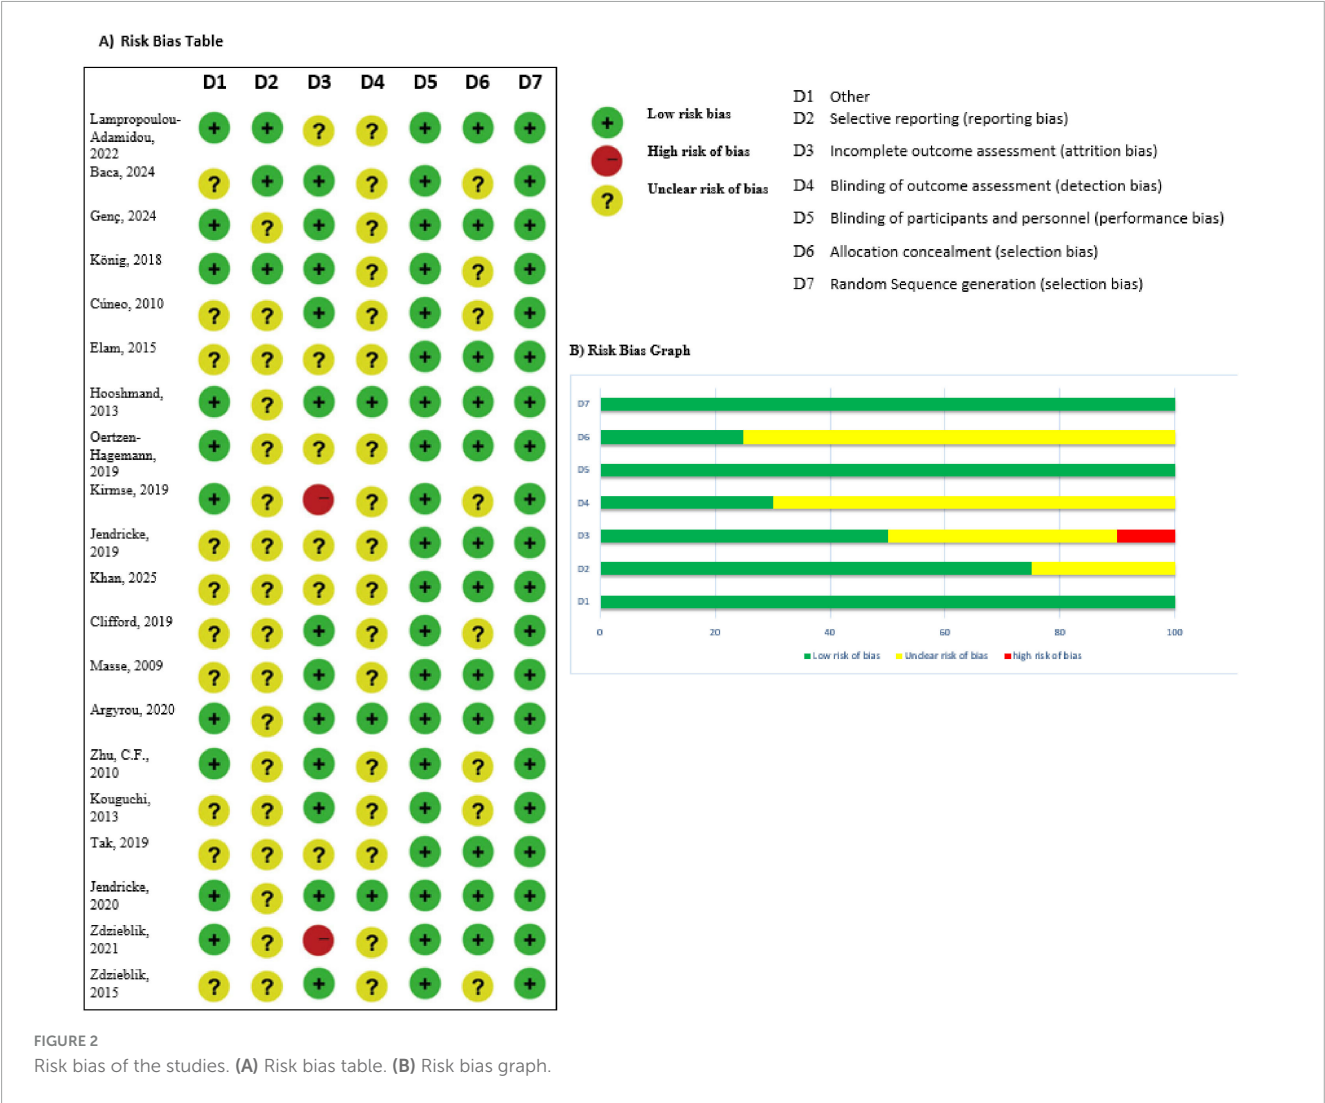 A) Risk Bias Table
D1 D2 D3 D4 D5 D6 D7
Lampropoulou-
Adamidou,
2022
+ + ? ? + + +
Baca, 2024
? + + ? + ? +
Genç, 2024
+ ? + ? + + +
König, 2018
+ + + ? + ? +
Cúneo, 2010
? ? + ? + ? +
Elam, 2015
? ? ? ? + + +
Hooshmand,
2013
+ ? + + + + +
Oertzen-
Hagemann,
2019
+ ? ? ? + + +
Kirmse, 2019
+ ? − ? + ? +
Jendricke,
2019
? ? ? ? + + +
Khan, 2025
? ? ? ? + + +
Clifford, 2019
? ? + ? + ? +
Masse, 2009
? ? + ? + + +
Argyrou, 2020
+ ? + + + + +
Zhu, C.F.,
2010
+ ? + ? + ? +
Kouguchi,
2013
? ? + ? + ? +
Tak, 2019
? ? ? ? + + +
Jendricke,
2020
+ ? + + + + +
Zdzieblik,
2021
+ ? − ? + + +
Zdzieblik,
2015
? ? + ? + ? +
+ Low risk bias
− High risk of bias
? Unclear risk of bias
D1 Other
D2 Selective reporting (reporting bias)
D3 Incomplete outcome assessment (attrition bias)
D4 Blinding of outcome assessment (detection bias)
D5 Blinding of participants and personnel (performance bias)
D6 Allocation concealment (selection bias)
D7 Random Sequence generation (selection bias)
B) Risk Bias Graph
D7
D6
D5
D4
D3
D2
D1
0 20 40 60 80 100
Low risk of bias Unclear risk of bias high risk of bias
FIGURE 2
Risk bias of the studies. (A) Risk bias table. (B) Risk bias graph.